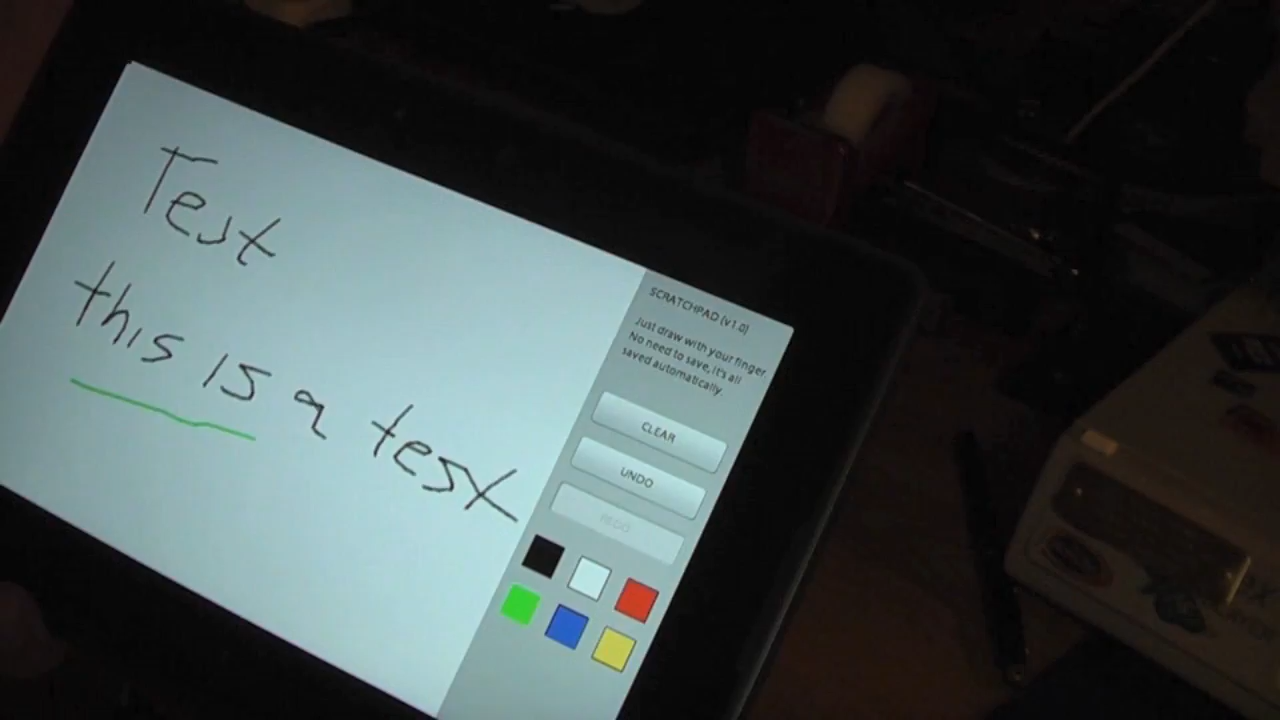 Test
this is a test
SCRATCHPAD (v1.0)
Just draw with your finger.
No need to save, it's all
saved automatically.
CLEAR
UNDO
REDO